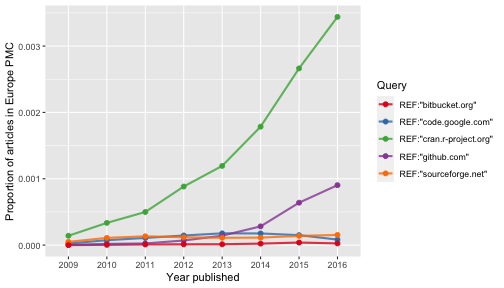 Proportion of articles in Europe PMC
0.003
0.002
0.001
0.000
2009 2010 2011 2012 2013 2014 2015 2016
Year published
Query
REF:"bitbucket.org"
REF:"code.google.com"
REF:"cran.r-project.org"
REF:"github.com"
REF:"sourceforge.net"